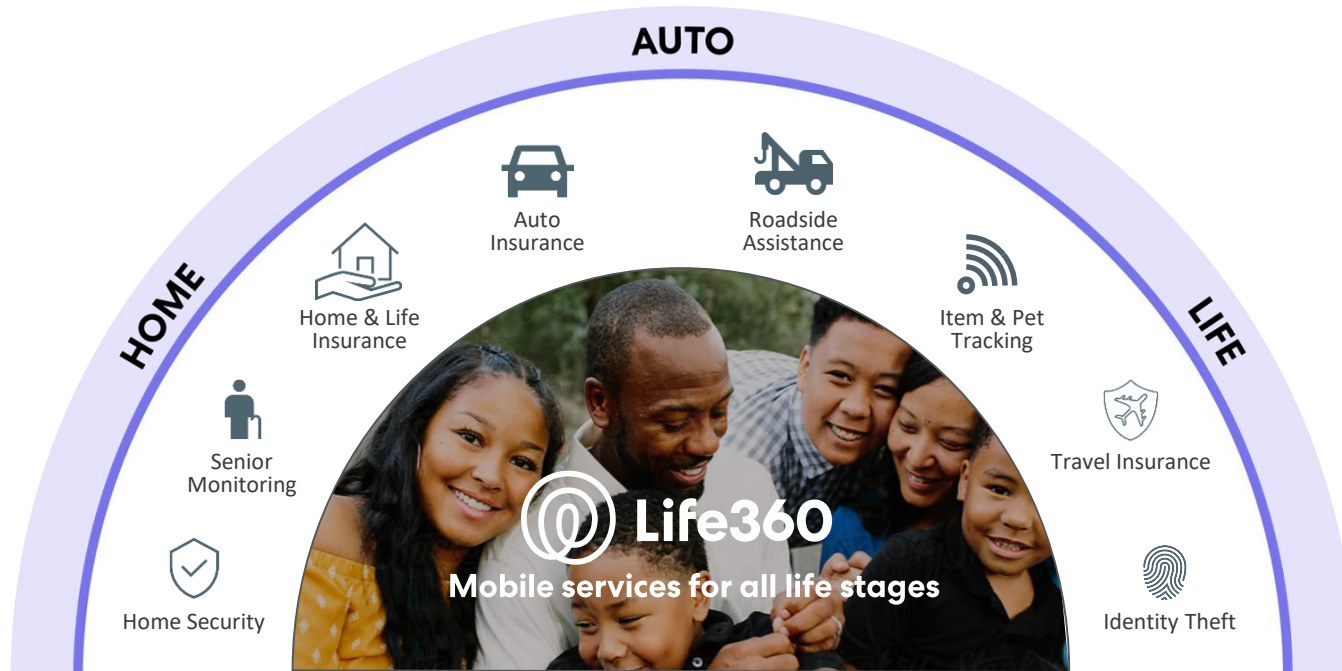 AUTO
HOME
LIFE
Auto
Insurance
Roadside
Assistance
Home & Life
Insurance
Item & Pet
Tracking
Senior
Monitoring
Travel Insurance
Home Security
Identity Theft
Life360
Mobile services for all life stages